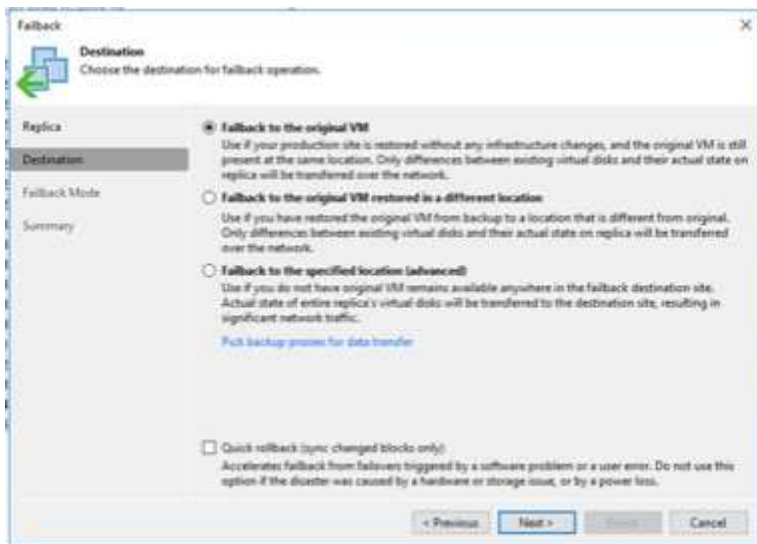 Failback
Destination
Choose the destination for failback operation.
Replica
Destination
Failback Mode
Summary
Failback to the original VM
Use if your production site is restored without any infrastructure changes, and the original VM is still
present at the same location. Only differences between existing virtual disks and their actual state on
replica will be transferred over the network.
Failback to the original VM restored in a different location
Use if you have restored the original VM from backup to a location that is different from original.
Only differences between existing virtual disks and their actual state on replica will be transferred
over the network.
Failback to the specified location (advanced)
Use if you do not have original VM remains available anywhere in the failback destination site.
Actual state of entire replica's virtual disks will be transferred to the destination site, resulting in
significant network traffic.
Pick backup proxies for data transfer
Quick rollback (sync changed blocks only)
Accelerates failback from failovers triggered by a software problem or a user error. Do not use this
option if the disaster was caused by a hardware or storage issue, or by a power loss.
< Previous
Next >
Cancel